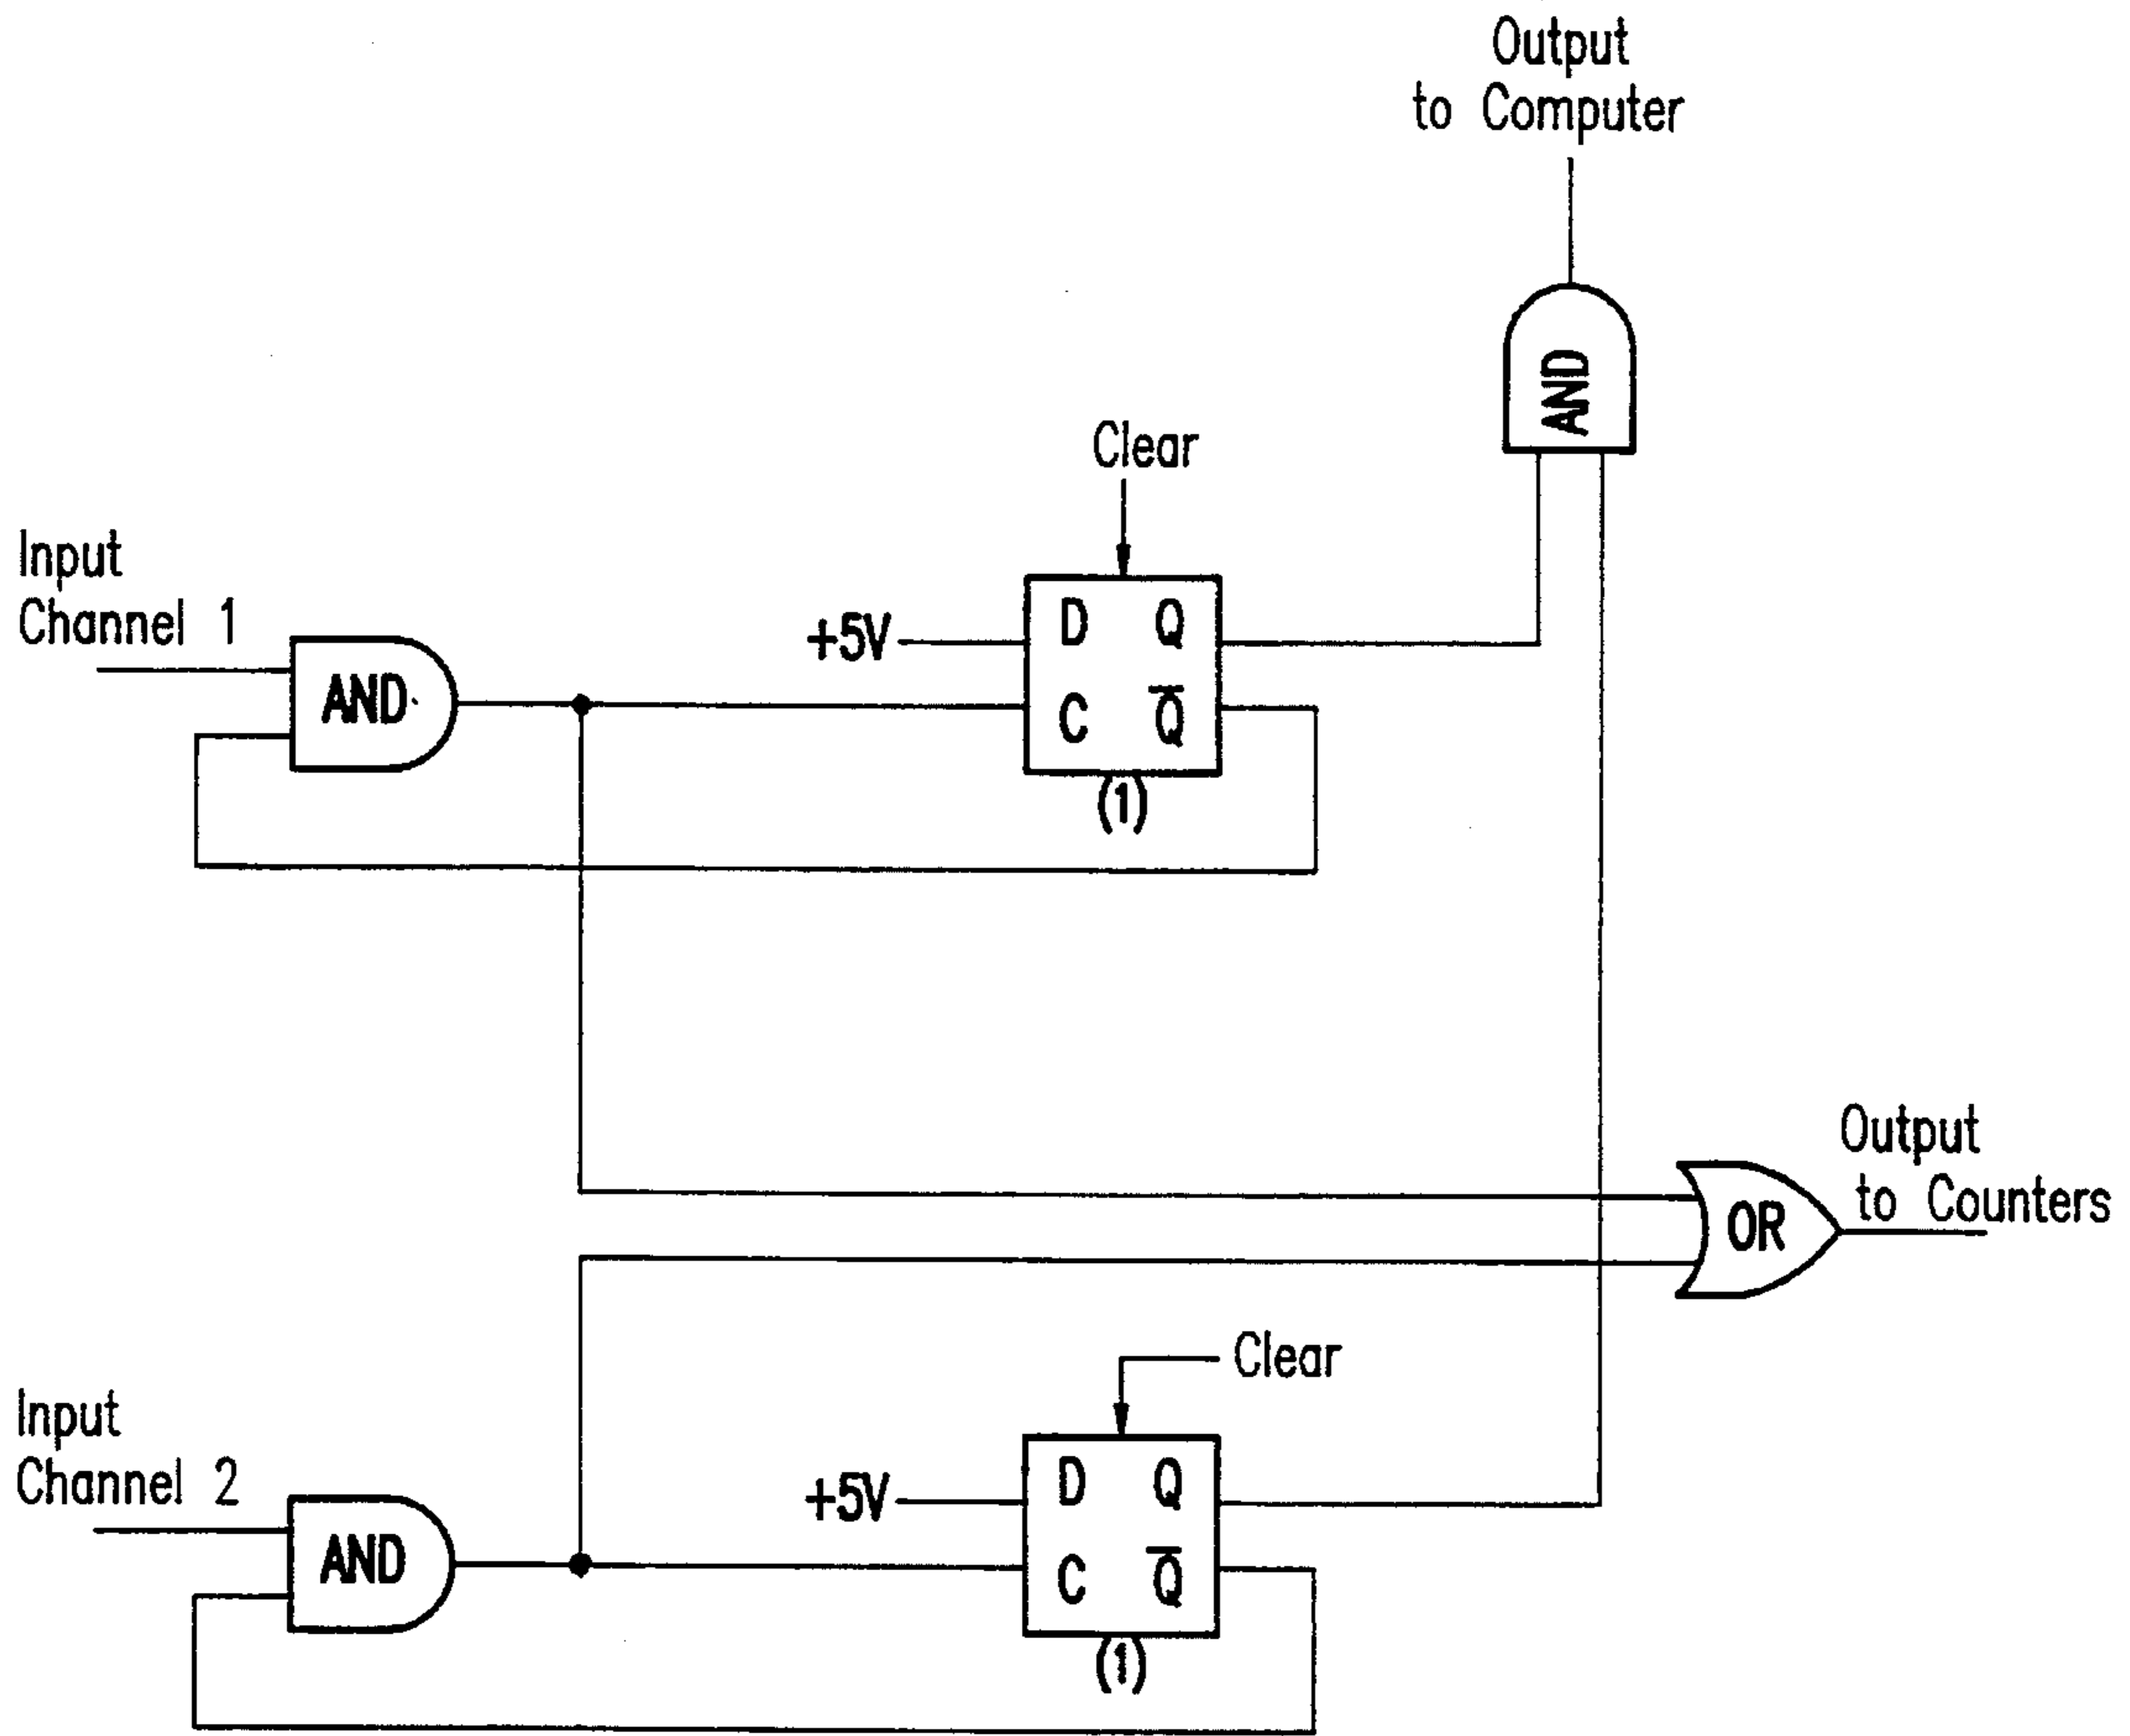 Output
to Computer
AND
Clear
Input
Channel 1
AND
+5V
D Q
C Q̅
(1)
Output
to Counters
OR
Clear
Input
Channel 2
AND
+5V
D Q
C Q̅
(1)